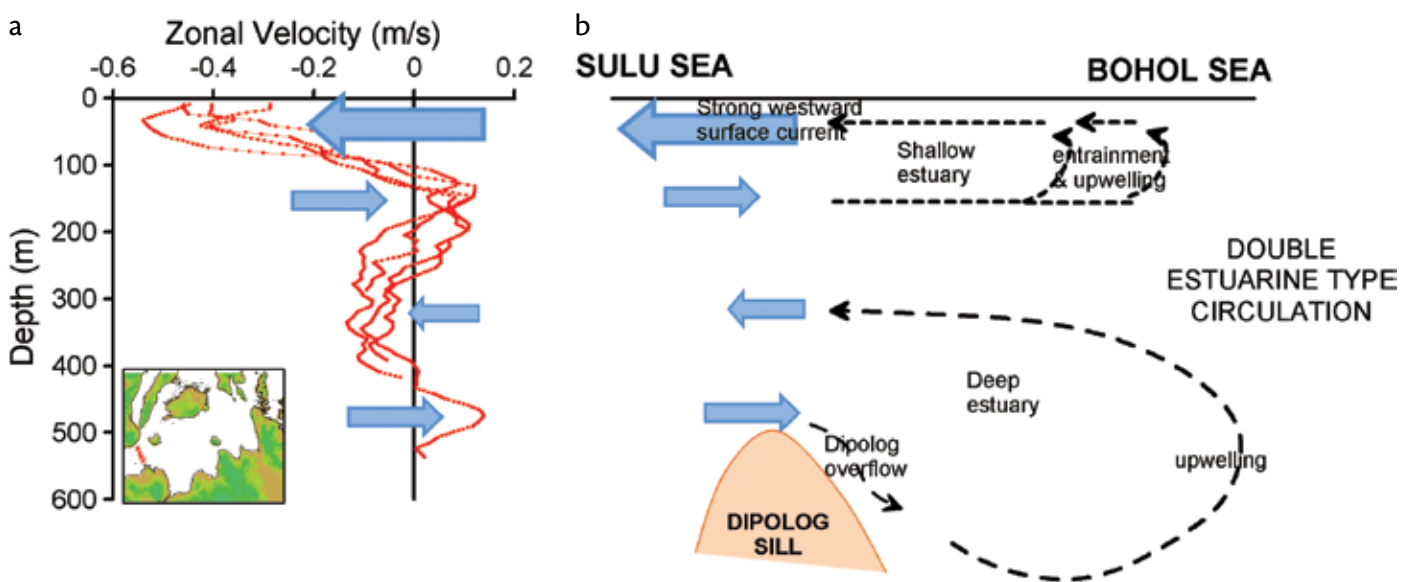 a
Zonal Velocity (m/s)
-0.6 -0.4 -0.2 0 0.2
0
100
200
300
400
500
600
Depth (m)
b
SULU SEA
BOHOL SEA
Strong westward
surface current
Shallow
estuary
entrainment
& upwelling
DOUBLE
ESTUARINE TYPE
CIRCULATION
Deep
estuary
Dipolog
overflow
upwelling
DIPOLOG
SILL